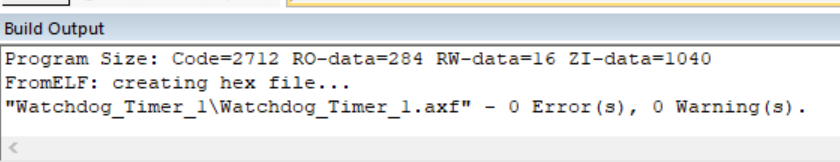 Build Output
Program Size: Code=2712 RO-data=284 RW-data=16 ZI-data=1040
FromELF: creating hex file...
"Watchdog_Timer_1\Watchdog_Timer_1.axf" - 0 Error(s), 0 Warning(s).